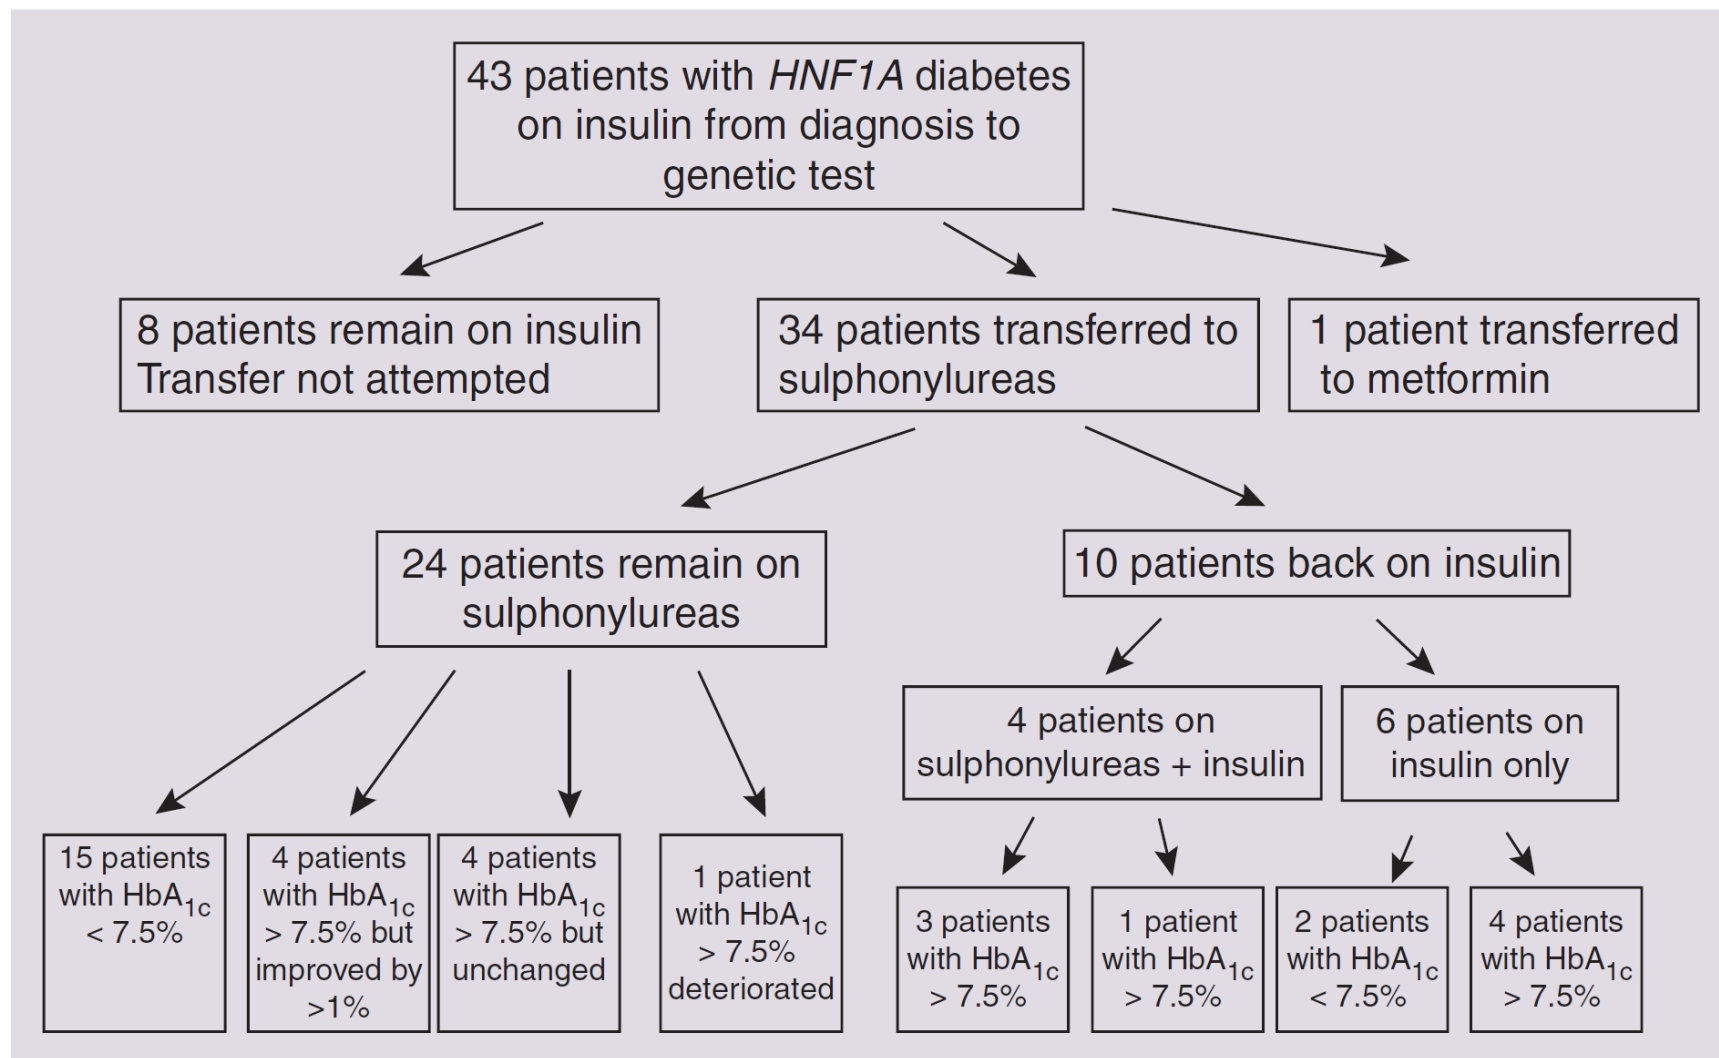 43 patients with HNF1A diabetes
on insulin from diagnosis to
genetic test
8 patients remain on insulin
Transfer not attempted
34 patients transferred to
sulphonylureas
1 patient transferred
to metformin
24 patients remain on
sulphonylureas
10 patients back on insulin
4 patients on
sulphonylureas + insulin
6 patients on
insulin only
15 patients
with HbA1c
< 7.5%
4 patients
with HbA1c
> 7.5% but
improved by
>1%
4 patients
with HbA1c
> 7.5% but
unchanged
1 patient
with HbA1c
> 7.5%
deteriorated
3 patients
with HbA1c
> 7.5%
1 patient
with HbA1c
> 7.5%
2 patients
with HbA1c
< 7.5%
4 patients
with HbA1c
> 7.5%